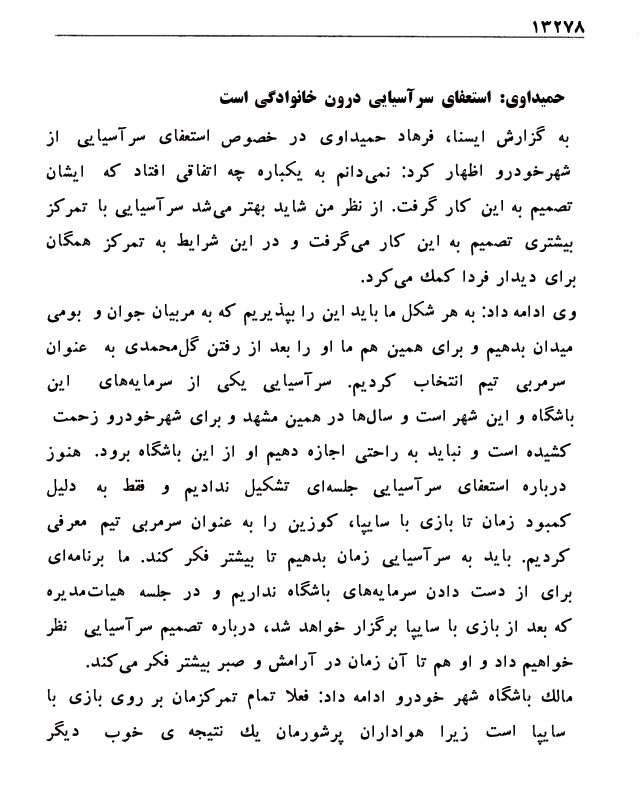 ۱۳۲۷۸
حمیداوی: استعفای سرآسیایی درون خانوادگی است
به گزارش ایسنا، فرهاد حمیداوی در خصوص استعفای سرآسیایی از
شهرخودرو اظهار کرد: نمی‌دانم به یکباره چه اتفاقی افتاد که ایشان
تصمیم به این کار گرفت. از نظر من شاید بهتر می‌شد سرآسیایی با تمرکز
بیشتری تصمیم به این کار می‌گرفت و در این شرایط به تمرکز همگان
برای دیدار فردا کمك می‌کرد.
وی ادامه داد: به هر شکل ما باید این را بپذیریم که به مربیان جوان و بومی
میدان بدهیم و برای همین هم ما او را بعد از رفتن گل‌محمدی به عنوان
سرمربی تیم انتخاب کردیم. سرآسیایی یکی از سرمایه‌های این
باشگاه و این شهر است و سال‌ها در همین مشهد و برای شهرخودرو زحمت
کشیده است و نباید به راحتی اجازه دهیم او از این باشگاه برود. هنوز
درباره استعفای سرآسیایی جلسه‌ای تشکیل ندادیم و فقط به دلیل
کمبود زمان تا بازی با سایپا، کوزین را به عنوان سرمربی تیم معرفی
کردیم. باید به سرآسیایی زمان بدهیم تا بیشتر فکر کند. ما برنامه‌ای
برای از دست دادن سرمایه‌های باشگاه نداریم و در جلسه هیات‌مدیره
که بعد از بازی با سایپا برگزار خواهد شد، درباره تصمیم سرآسیایی نظر
خواهیم داد و او هم تا آن زمان در آرامش و صبر بیشتر فکر می‌کند.
مالك باشگاه شهر خودرو ادامه داد: فعلا تمام تمرکزمان بر روی بازی با
سایپا است زیرا هواداران پرشورمان یك نتیجه ی خوب دیگر